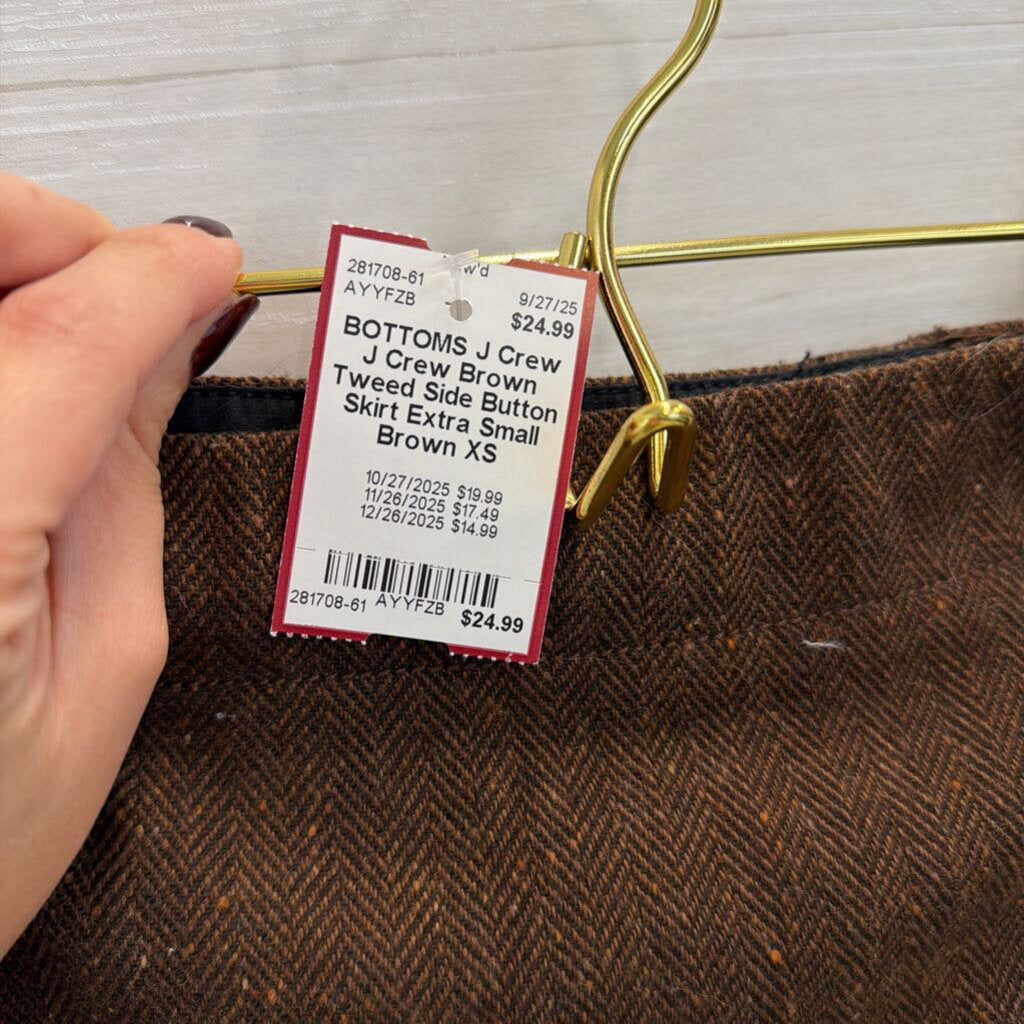 281708-61
w'd
AYYFZB
9/27/25
$24.99
BOTTOMS J Crew
J Crew Brown
Tweed Side Button
Skirt Extra Small
Brown XS
10/27/2025 $19.99
11/26/2025 $17.49
12/26/2025 $14.99
281708-61 AYYFZB $24.99